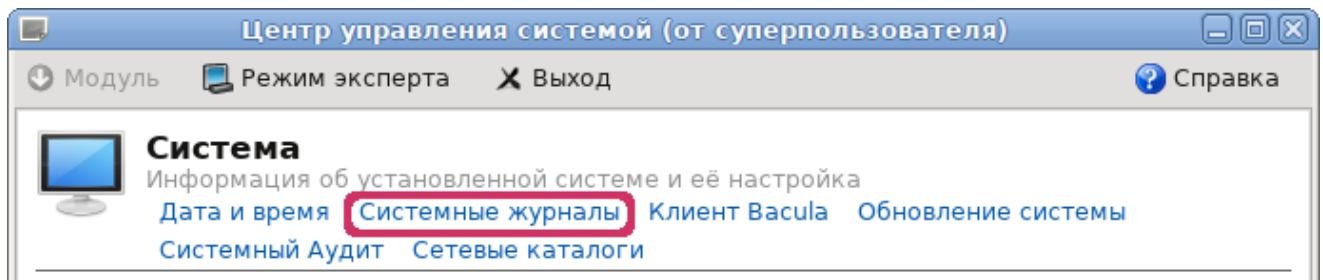 Центр управления системой (от суперпользователя)
Модуль Режим эксперта Выход Справка
Система
Информация об установленной системе и её настройка
Дата и время Системные журналы Клиент Bacula Обновление системы
Системный Аудит Сетевые каталоги